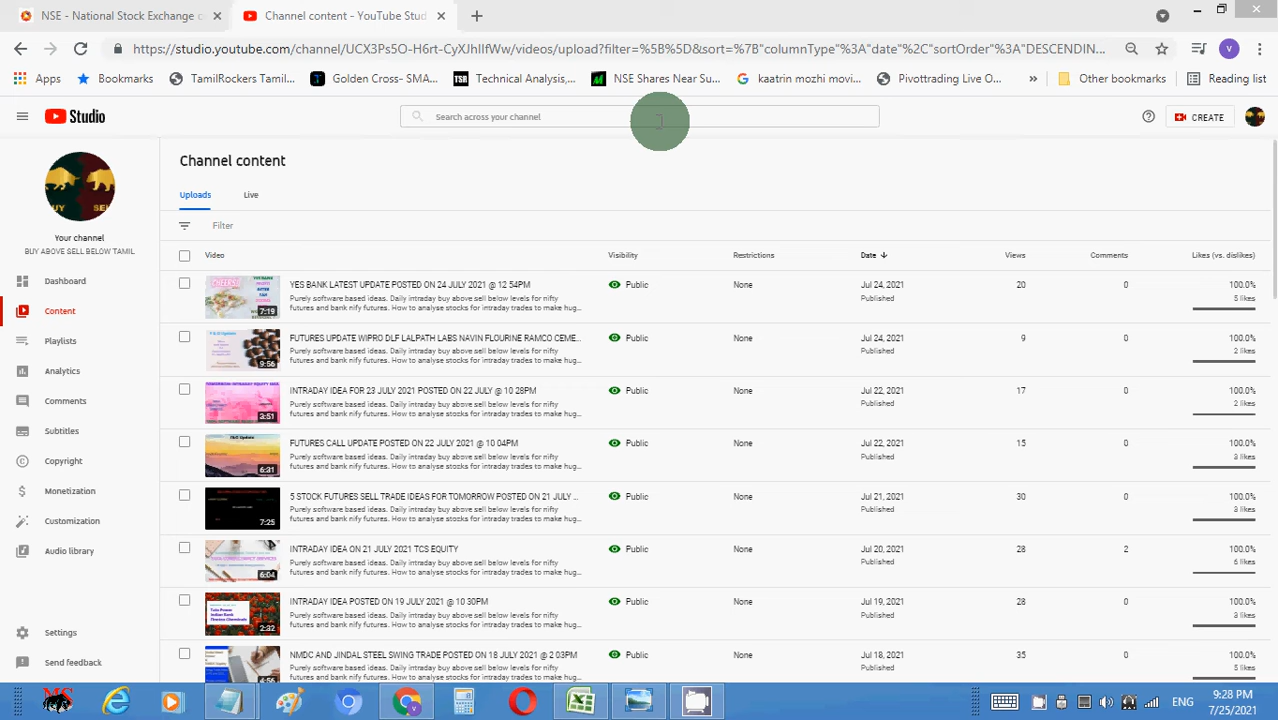 NSE - National Stock Exchange o
Channel content - YouTube Stud
https://studio.youtube.com/channel/UCX3Ps5O-H6rt-CyXJhIIfWw/videos/upload?filter=%5B%5D&sort=%7B"columnType"%3A"date"%2C"sortOrder"%3A"DESCENDIN...
V
Apps
Bookmarks
TamilRockers Tamil...
Golden Cross- SMA...
Technical Analysis,...
NSE Shares Near Su...
kaatrin mozhi movi...
Pivottrading Live O...
»
Other bookmarks
Reading list
Studio
Search across your channel
CREATE
Channel content
Uploads
Live
Your channel
BUY ABOVE SELL BELOW TAMIL
Filter
Video Visibility Restrictions Date Views Comments Likes (vs. dislikes)
Dashboard
Content
Playlists
Analytics
Comments
Subtitles
Copyright
Monetization
Customization
Audio library
Settings
Send feedback
7:19
YES BANK LATEST UPDATE POSTED ON 24 JULY 2021 @ 12 54PM Public None Jul 24, 2021 20 100.0%
Purely software based ideas. Daily intraday buy above sell below levels for nifty Published 5 likes
futures and bank nifty futures. How to analyse stocks for intraday trades to make hug...
9:56
FUTURES UPDATE WIPRO DLF LALPATH LABS NAVIN FLOURINE RAMCO CEME... Public None Jul 24, 2021 9 0 100.0%
Purely software based ideas. Daily intraday buy above sell below levels for nifty Published 2 likes
futures and bank nifty futures. How to analyse stocks for intraday trades to make hug...
3:51
INTRADAY IDEA FOR 23 JULY 2021 POSTED ON 22 JULY @ 10 28PM Public None Jul 22, 2021 17 0 100.0%
Purely software based ideas. Daily intraday buy above sell below levels for nifty Published 2 likes
futures and bank nifty futures. How to analyse stocks for intraday trades to make hug...
F&O Update
6:31
FUTURES CALL UPDATE POSTED ON 22 JULY 2021 @ 10 04PM Public None Jul 22, 2021 15 0 100.0%
Purely software based ideas. Daily intraday buy above sell below levels for nifty Published 3 likes
futures and bank nifty futures. How to analyse stocks for intraday trades to make hug...
7:25
5 STOCK FUTURES SELL TREND FOR TOMORROW POSTED ON 21 JULY ... Public None Jul 21, 2021 9 0 100.0%
Purely software based ideas. Daily intraday buy above sell below levels for nifty Published 3 likes
futures and bank nifty futures. How to analyse stocks for intraday trades to make hug...
6:04
INTRADAY IDEA ON 21 JULY 2021 TCS EQUITY Public None Jul 20, 2021 28 0 100.0%
Purely software based ideas. Daily intraday buy above sell below levels for nifty Published 6 likes
futures and bank nifty futures. How to analyse stocks for intraday trades to make hug...
Tata Power
Indian Bank
2:32
INTRADAY IDEA POSTED ON 19 JULY 2021 @ 10 30PM Public None Jul 19, 2021 28 0 100.0%
Purely software based ideas. Daily intraday buy above sell below levels for nifty Published 3 likes
futures and bank nifty futures. How to analyse stocks for intraday trades to make hug...
4:56
NMDC AND JINDAL STEEL SWING TRADE POSTED ON 18 JULY 2021 @ 2 03PM Public None Jul 18, 2021 35 0 100.0%
Purely software based ideas. Daily intraday buy above sell below levels for nifty Published 5 likes
futures and bank nifty futures. How to analyse stocks for intraday trades to make hug...
ENG
9:28 PM
7/25/2021